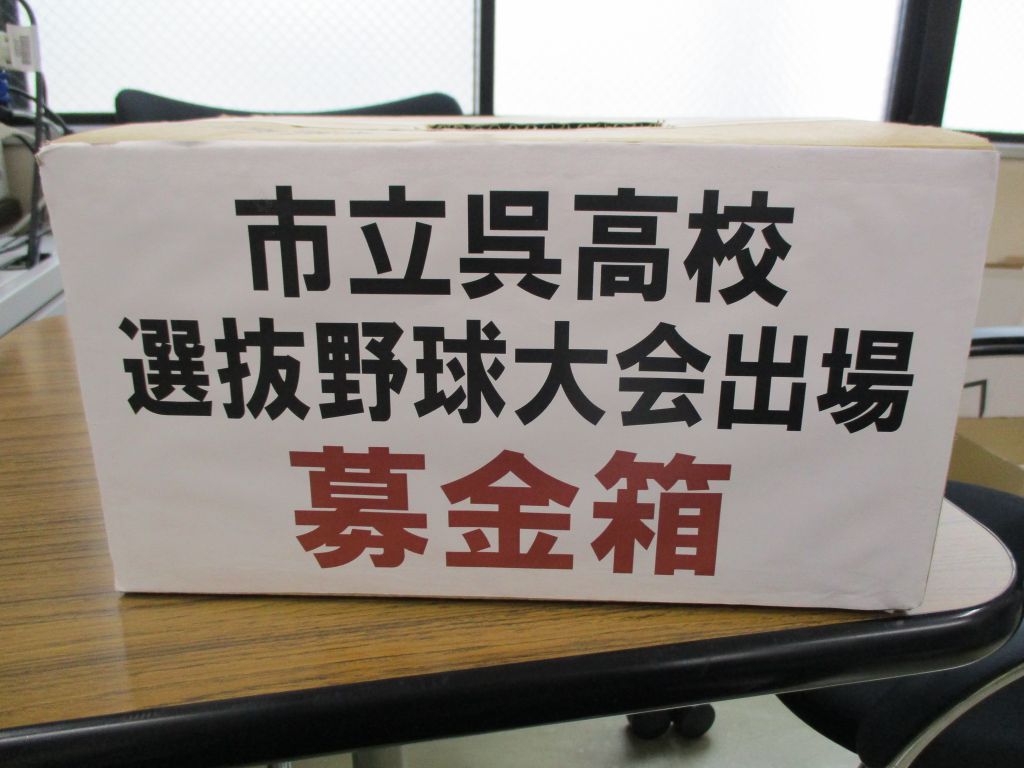 市立呉高校
選抜野球大会出場
募金箱